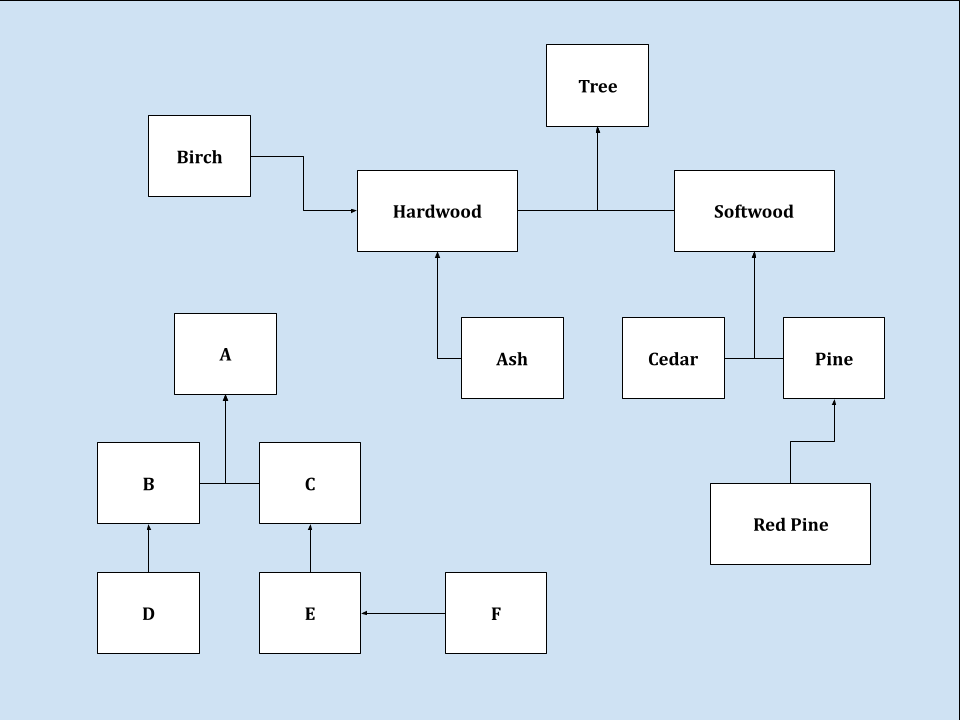 Tree
Birch
Hardwood
Softwood
A
Ash
Cedar
Pine
B
C
Red Pine
D
E
F